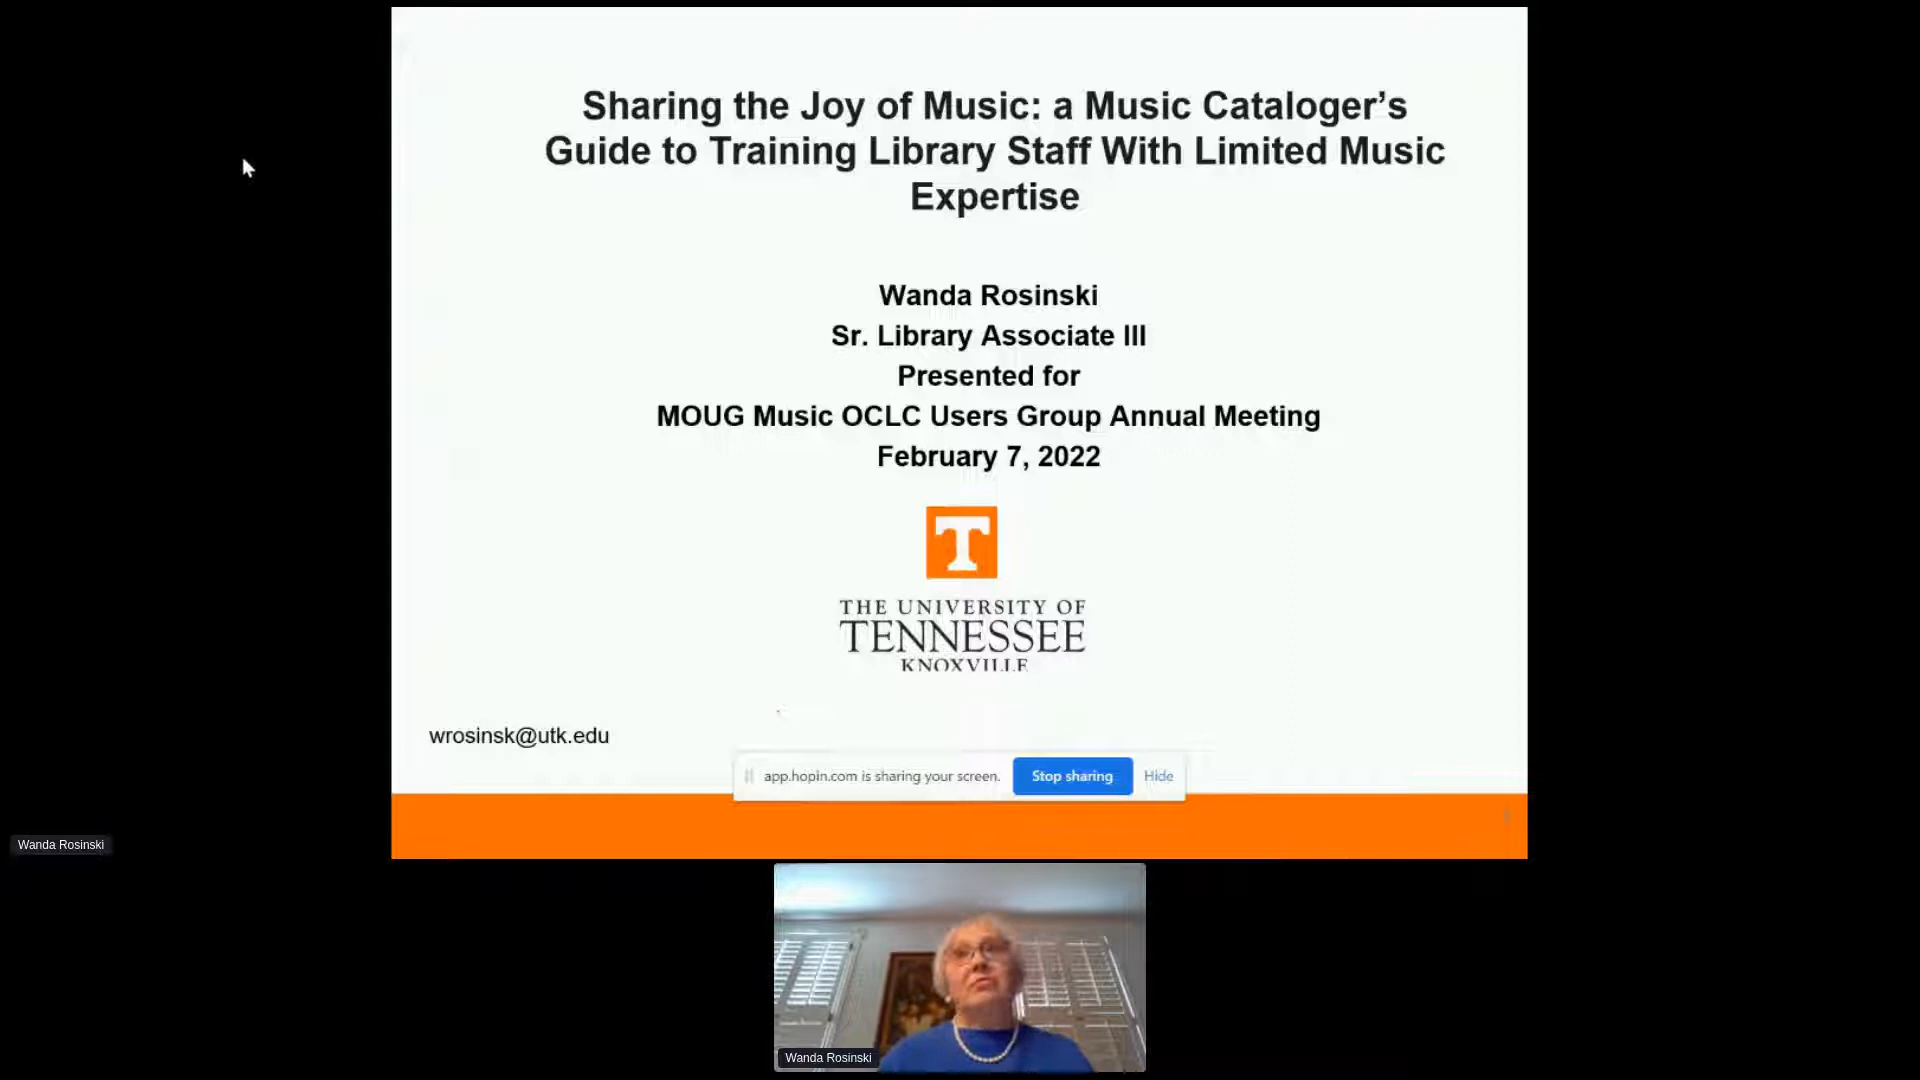 Sharing the Joy of Music: a Music Cataloger's
Guide to Training Library Staff With Limited Music
Expertise
Wanda Rosinski
Sr. Library Associate III
Presented for
MOUG Music OCLC Users Group Annual Meeting
February 7, 2022
T
THE UNIVERSITY OF
TENNESSEE
KNOXVILLE
wrosinsk@utk.edu
app.hopin.com is sharing your screen. Stop sharing Hide
Wanda Rosinski
Wanda Rosinski